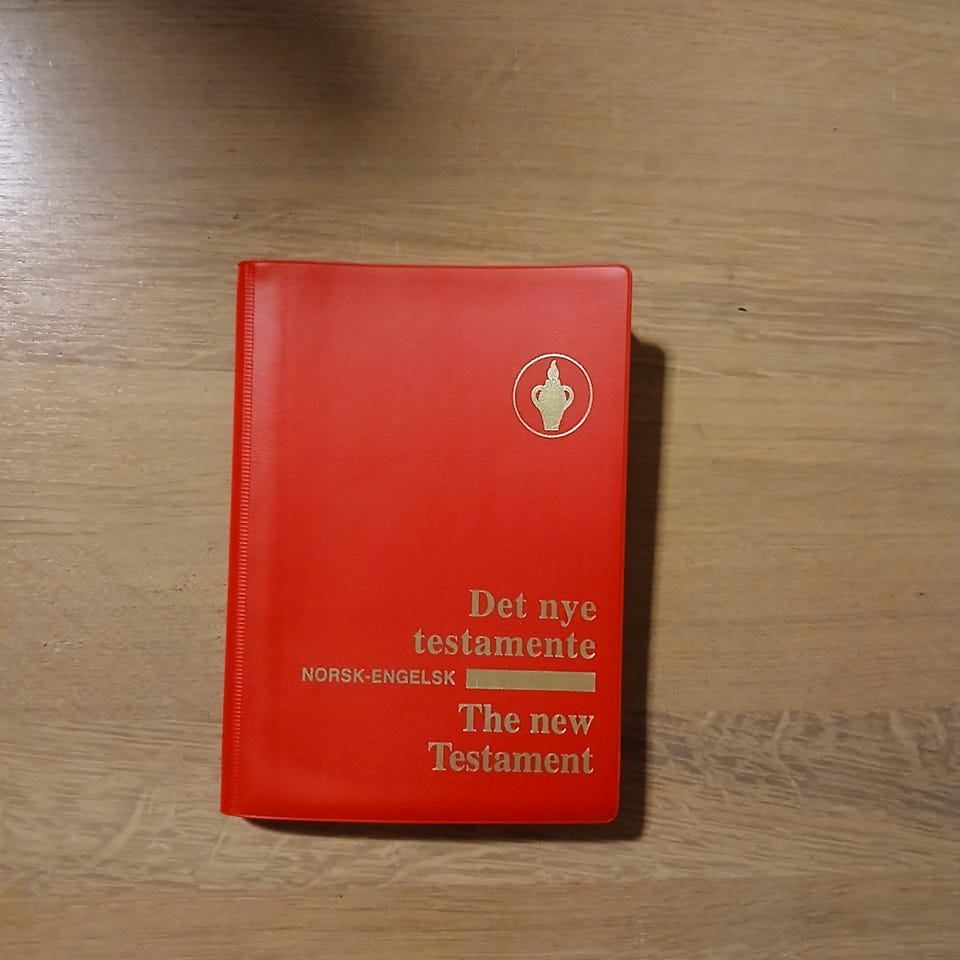 Det nye
testamente
NORSK-ENGELSK
The new
Testament